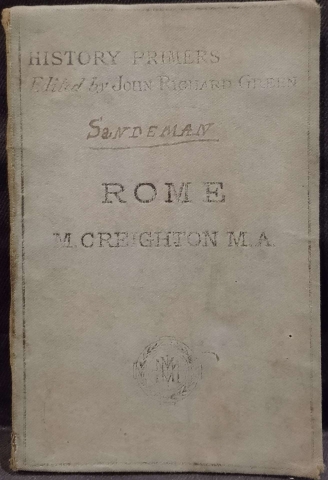 HISTORY PRIMERS
Edited by JOHN RICHARD GREEN
SANDEMAN
ROME
M. CREIGHTON M.A.